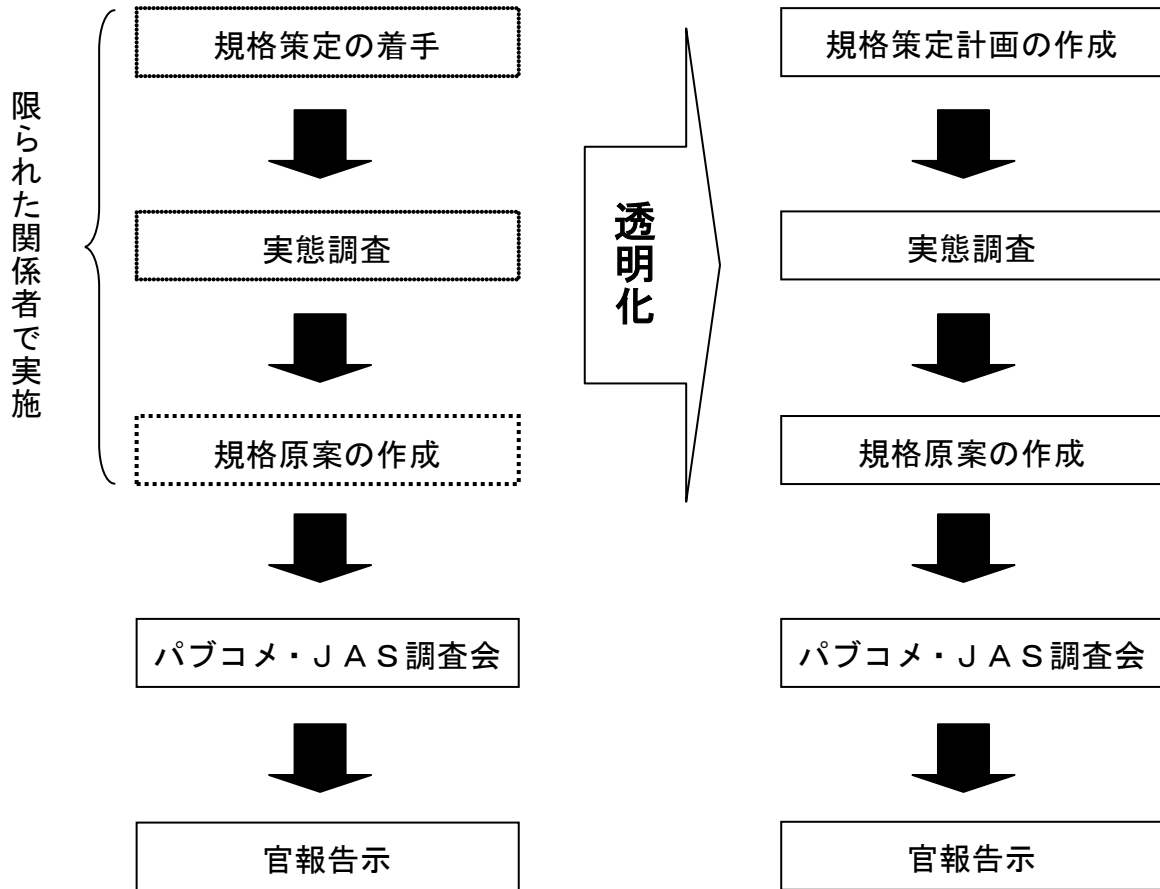 限られた関係者で実施
規格策定の着手
実態調査
規格原案の作成
パブコメ・ＪＡＳ調査会
官報告示
透明化
規格策定計画の作成
実態調査
規格原案の作成
パブコメ・ＪＡＳ調査会
官報告示